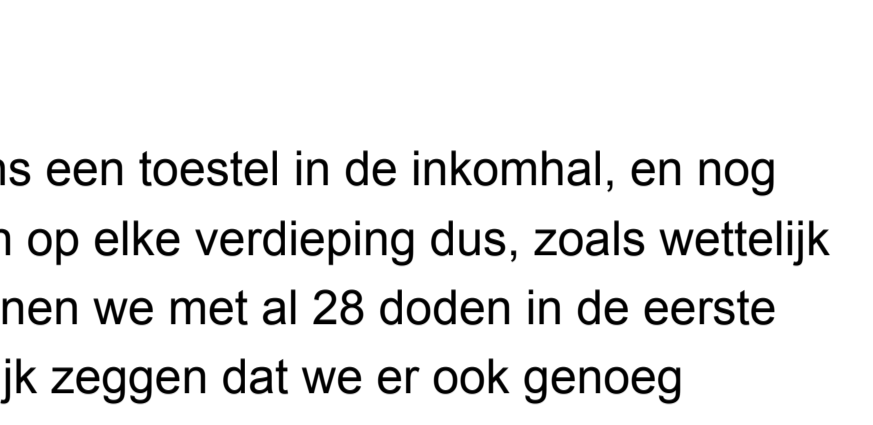 ns een toestel in de inkomhal, en nog
n op elke verdieping dus, zoals wettelijk
nen we met al 28 doden in de eerste
ijk zeggen dat we er ook genoeg